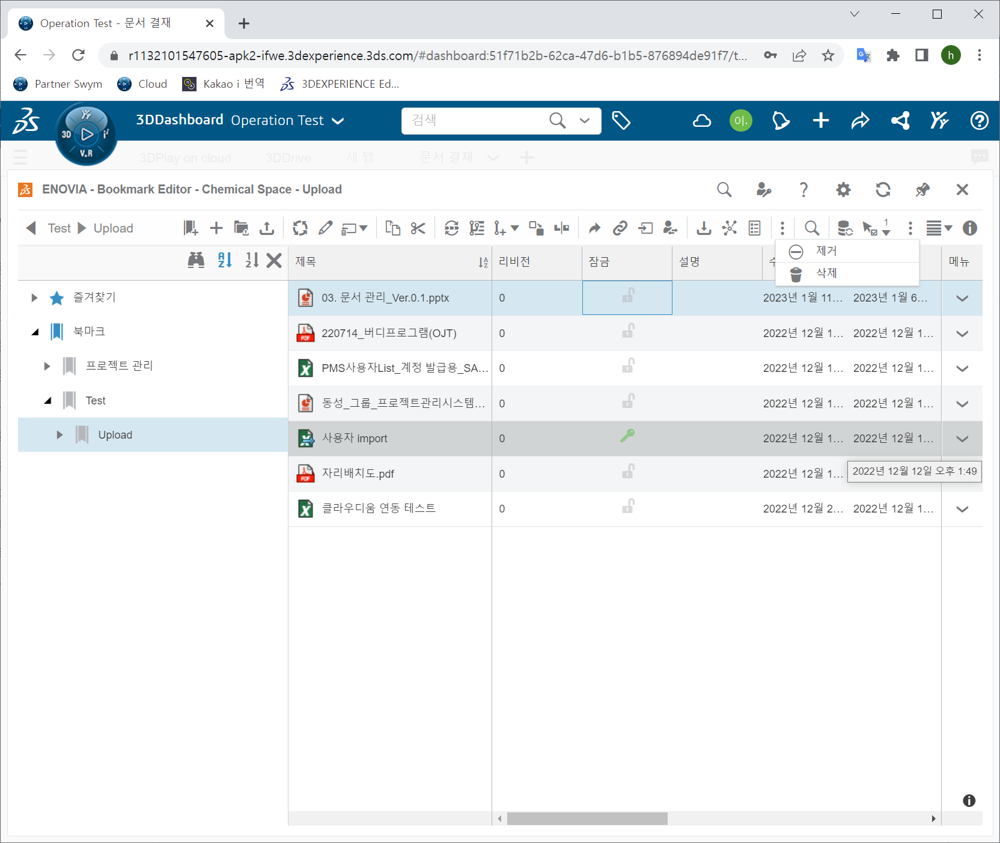 Operation Test - 문서 결재
r1132101547605-apk2-ifwe.3dexperience.3ds.com/#dashboard:51f71b2b-62ca-47d6-b1b5-876894de91f7/t...
h
Partner Swym
Cloud
Kakao i 번역
3DEXPERIENCE Ed...
3D
V.R
3DDashboard Operation Test
검색
이.
3DPlay on cloud
3DDrive
새 탭
문서 결재
ENOVIA - Bookmark Editor - Chemical Space - Upload
Test
Upload
1
제거
삭제
제목
리비전
잠금
설명
메뉴
즐겨찾기
북마크
프로젝트 관리
Test
Upload
03. 문서 관리_Ver.0.1.pptx 0 2023년 1월 11... 2023년 1월 6...
220714_버디프로그램(OJT) 0 2022년 12월 1... 2022년 12월 1...
PMS사용자List_계정 발급용_SA... 0 2022년 12월 1... 2022년 12월 1...
동성_그룹_프로젝트관리시스템... 0 2022년 12월 1... 2022년 12월 1...
사용자 import 0 2022년 12월 1... 2022년 12월 1...
자리배치도.pdf 0 2022년 12월 1...
2022년 12월 12일 오후 1:49
클라우디움 연동 테스트 0 2022년 12월 2... 2022년 12월 1...